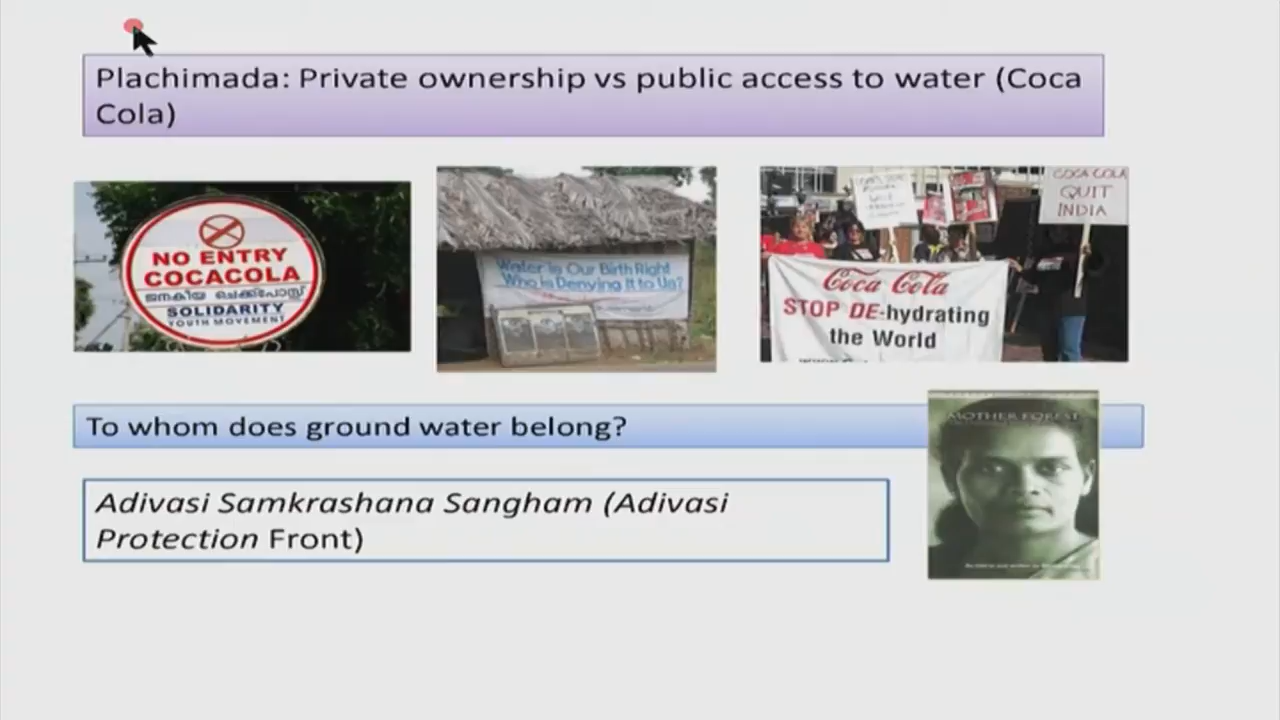 Plachimada: Private ownership vs public access to water (Coca
Cola)
NO ENTRY
COCACOLA
ജനകീയ ചെക്ക്പോസ്റ്റ്
SOLIDARITY
YOUTH MOVEMENT
Water is Our Birth Right
Who is Denying It to Us?
COCA COLA
QUIT
INDIA
Coca Cola
STOP DE-hydrating
the World
To whom does ground water belong?
MOTHER FOREST
Adivasi Samkrashana Sangham (Adivasi
Protection Front)